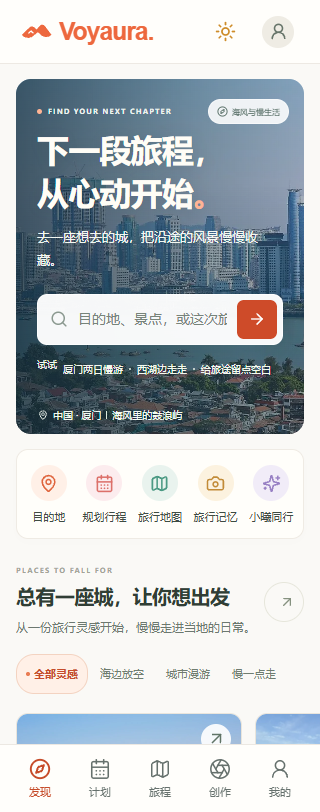 Voyaura.
FIND YOUR NEXT CHAPTER
海风与慢生活
下一段旅程，
从心动开始。
去一座想去的城，把沿途的风景慢慢收
藏。
目的地、景点，或这次旅
试试 厦门两日慢游 · 西湖边走走 · 给旅途留点空白
中国 · 厦门 | 海风里的鼓浪屿
目的地 规划行程 旅行地图 旅行记忆 小曦同行
PLACES TO FALL FOR
总有一座城，让你想出发
从一份旅行灵感开始，慢慢走进当地的日常。
全部灵感 海边放空 城市漫游 慢一点走
发现 计划 旅程 创作 我的